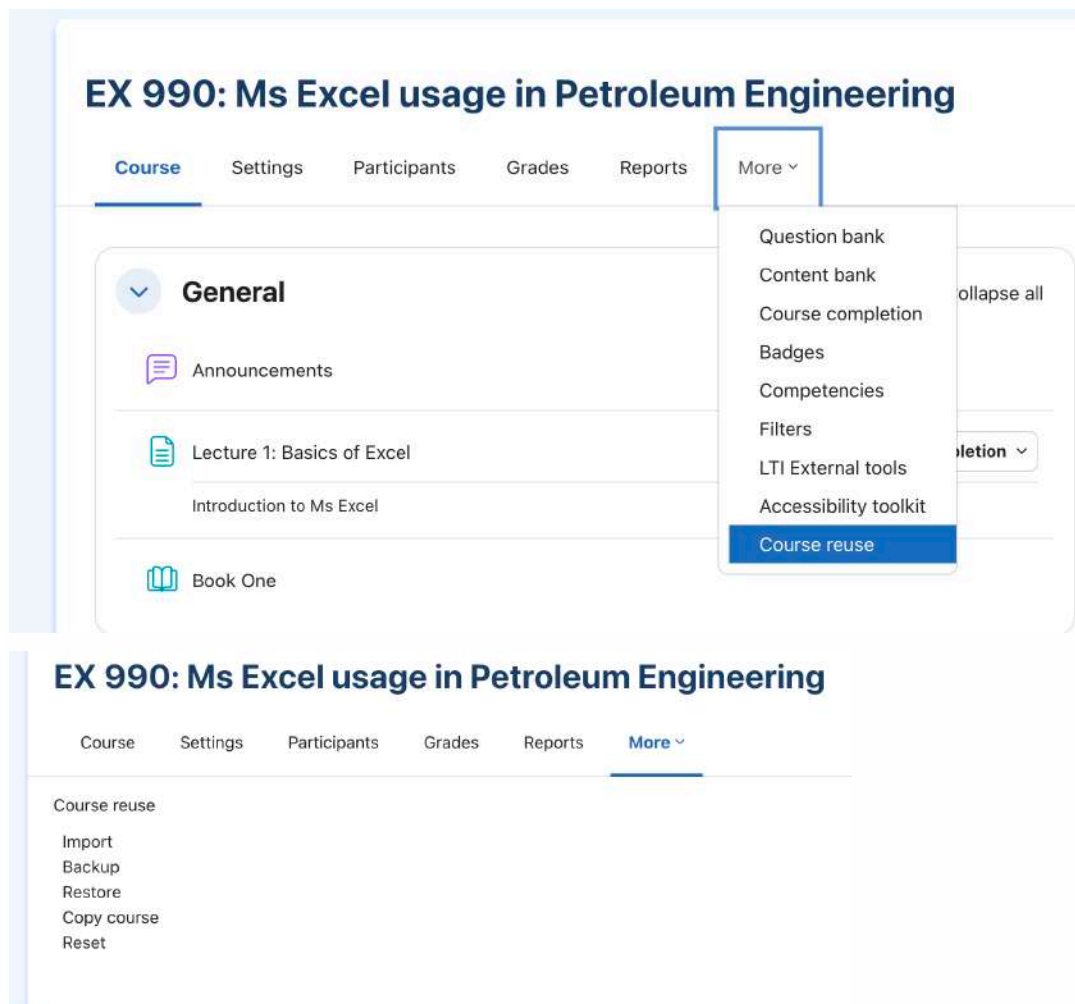 EX 990: Ms Excel usage in Petroleum Engineering
Course Settings Participants Grades Reports More
Question bank
Content bank
Course completion
Badges
Competencies
Filters
LTI External tools
Accessibility toolkit
Course reuse
General
ollapse all
Announcements
Lecture 1: Basics of Excel
pletion
Introduction to Ms Excel
Book One
EX 990: Ms Excel usage in Petroleum Engineering
Course Settings Participants Grades Reports More
Course reuse
Import
Backup
Restore
Copy course
Reset